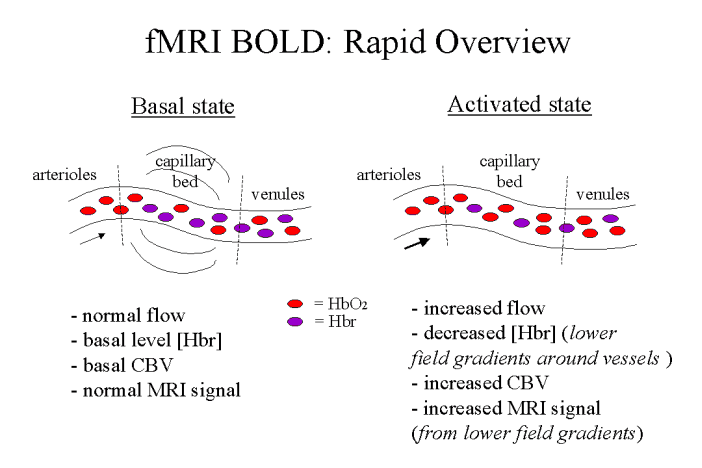 fMRI BOLD: Rapid Overview
Basal state
arterioles
capillary
bed
venules
- normal flow
- basal level [Hbr]
- basal CBV
- normal MRI signal
= HbO2
= Hbr
Activated state
arterioles
capillary
bed
venules
- increased flow
- decreased [Hbr] (lower
field gradients around vessels )
- increased CBV
- increased MRI signal
(from lower field gradients)